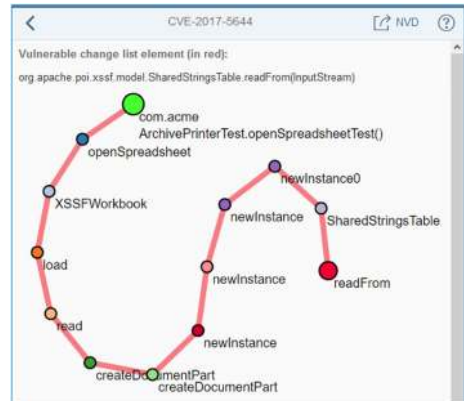 CVE-2017-5644
NVD
Vulnerable change list element (in red):
org.apache.poi.xssf.model.SharedStringsTable.readFrom(InputStream)
com.acme
ArchivePrinterTest.openSpreadsheetTest()
openSpreadsheet
newInstance0
XSSFWorkbook
newInstance
SharedStringsTable
load
newInstance
readFrom
read
newInstance
createDocumentPart
createDocumentPart